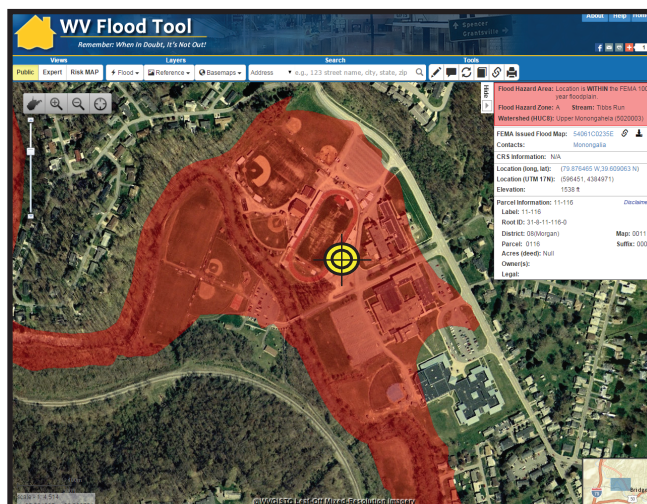 WV Flood Tool
Remember: When In Doubt, It's Not Out!
Spencer
Grantsville
About Help Home
1
Views Layers Search Tools
Public Expert Risk MAP Flood Reference Basemaps Address e.g., 123 street name, city, state, zip
Hide
Flood Hazard Area: Location is WITHIN the FEMA 100
year floodplain.
Flood Hazard Zone: A Stream: Tibbs Run
Watershed (HUC8): Upper Monongahela (5020003)
FEMA Issued Flood Map: 54061C0235E
Contacts: Monongalia
CRS Information: N/A
Location (long, lat): (79.876465 W,39.609063 N)
Location (UTM 17N): (596451, 4384971)
Elevation: 1538 ft
Parcel Information: 11-116 Disclaime
Label: 11-116
Root ID: 31-8-11-116-0
District: 08(Morgan) Map: 0011
Parcel: 0116 Suffix: 000
Acres (deed): Null
Owner(s):
Legal:
© WVGISTC Leaf-Off Mixed-Resolution Imagery
Bridge
50